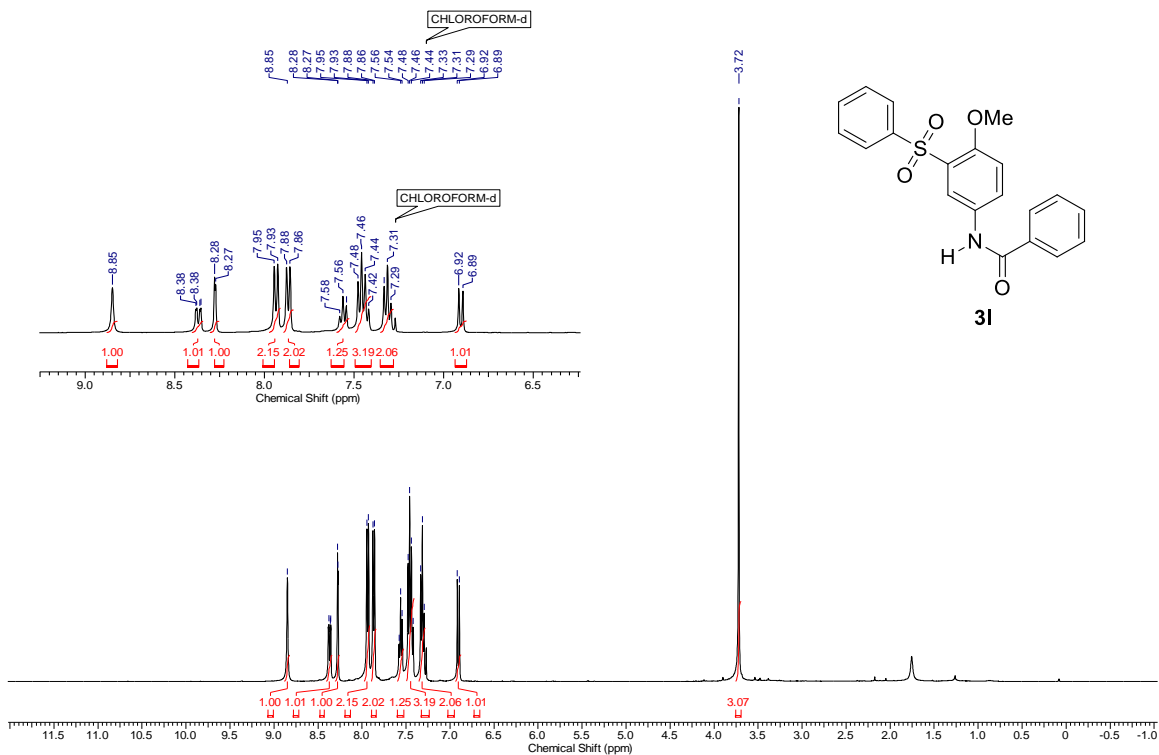 CHLOROFORM-d
8.85 8.28 8.27 7.95 7.93 7.88 7.86 7.56 7.54 7.48 7.46 7.44 7.33 7.31 7.29 6.92 6.89
3.72
CHLOROFORM-d
8.85 8.38 8.38 8.28 8.27 7.95 7.93 7.88 7.86 7.58 7.56 7.48 7.46 7.44 7.42 7.31 7.29 6.92 6.89
1.00 1.01 1.00 2.15 2.02 1.25 3.19 2.06 1.01
9.0 8.5 8.0 7.5 7.0 6.5
Chemical Shift (ppm)
O
S
O
OMe
N
H
O
3l
1.00 1.01 1.00 2.15 2.02 1.25 3.19 2.06 1.01 3.07
11.5 11.0 10.5 10.0 9.5 9.0 8.5 8.0 7.5 7.0 6.5 6.0 5.5 5.0 4.5 4.0 3.5 3.0 2.5 2.0 1.5 1.0 0.5 0 -0.5 -1.0
Chemical Shift (ppm)